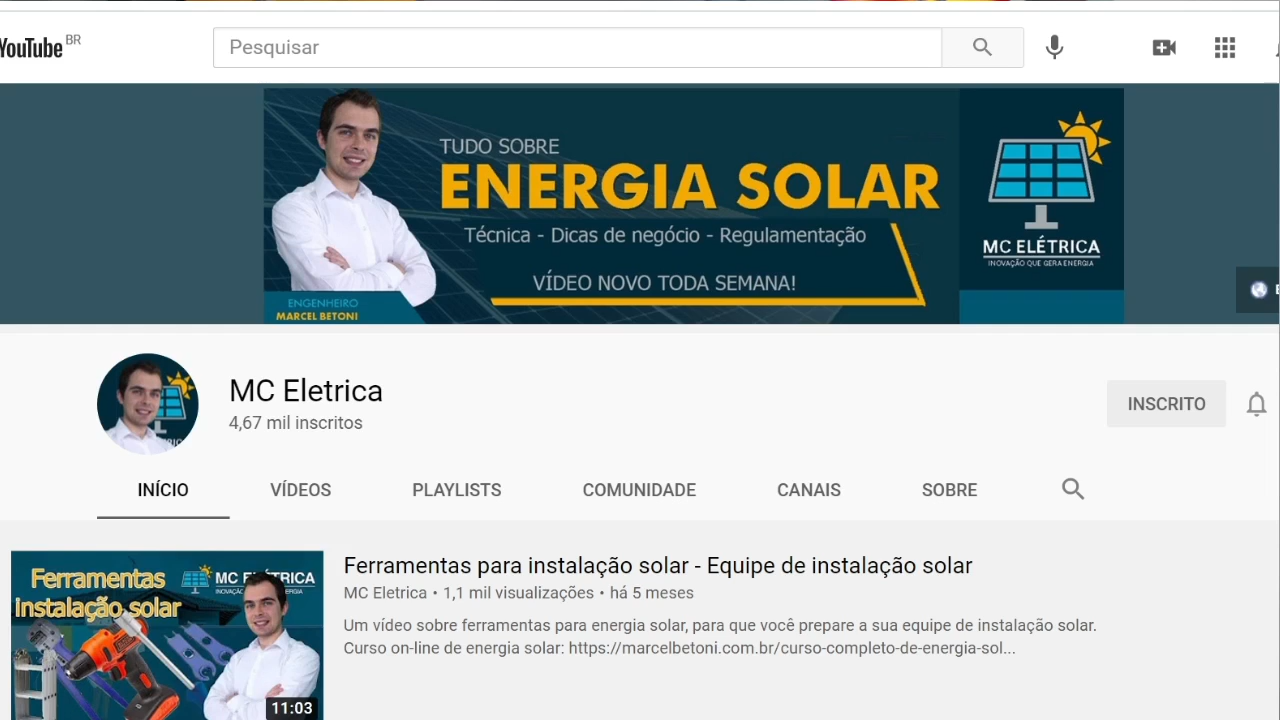 YouTube BR
Pesquisar
TUDO SOBRE
ENERGIA SOLAR
Técnica - Dicas de negócio - Regulamentação
VÍDEO NOVO TODA SEMANA!
ENGENHEIRO
MARCEL BETONI
MC ELÉTRICA
INOVAÇÃO QUE GERA ENERGIA
MC Eletrica
4,67 mil inscritos
INSCRITO
INÍCIO VÍDEOS PLAYLISTS COMUNIDADE CANAIS SOBRE
Ferramentas
instalação solar
11:03
Ferramentas para instalação solar - Equipe de instalação solar
MC Eletrica • 1,1 mil visualizações • há 5 meses
Um vídeo sobre ferramentas para energia solar, para que você prepare a sua equipe de instalação solar.
Curso on-line de energia solar: https://marcelbetoni.com.br/curso-completo-de-energia-sol...